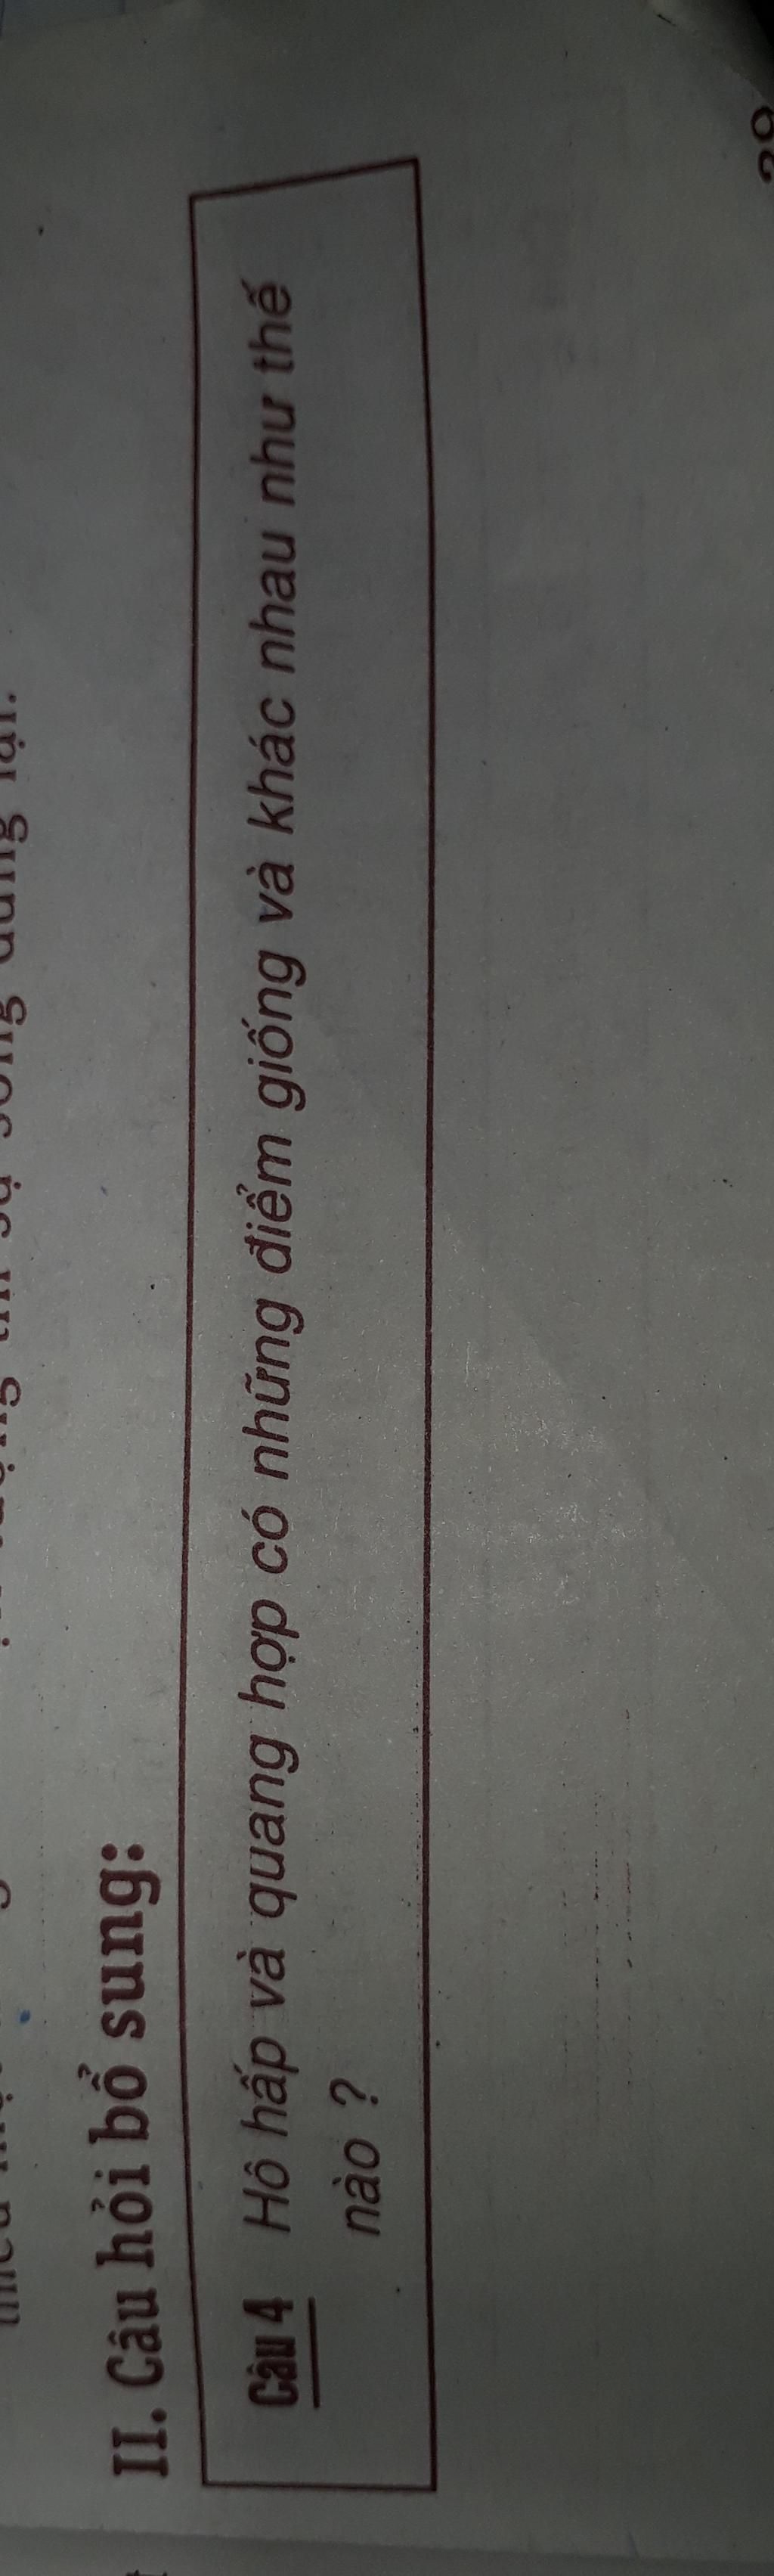 II. Câu hỏi bổ sung:
Câu 4 Hô hấp và quang hợp có những điểm giống và khác nhau như thế
nào ?